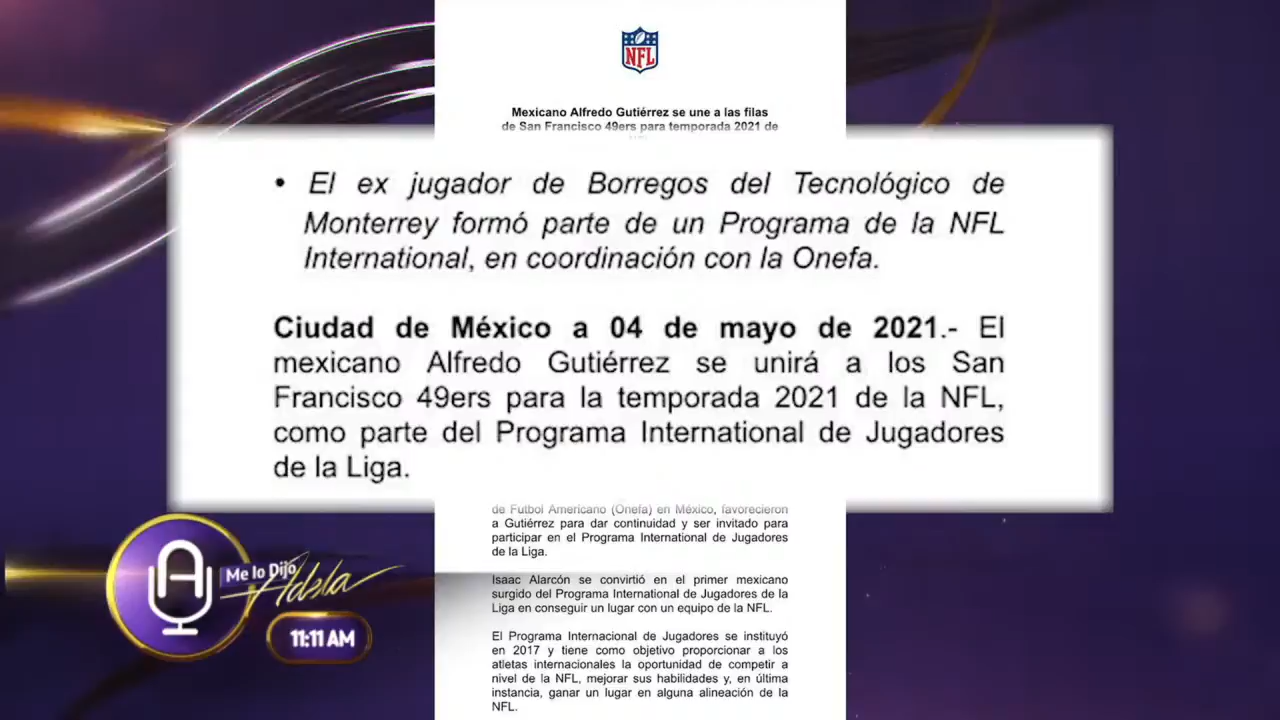 NFL
Mexicano Alfredo Gutiérrez se une a las filas
de San Francisco 49ers para temporada 2021 de
• El ex jugador de Borregos del Tecnológico de
Monterrey formó parte de un Programa de la NFL
International, en coordinación con la Onefa.
Ciudad de México a 04 de mayo de 2021.- El
mexicano Alfredo Gutiérrez se unirá a los San
Francisco 49ers para la temporada 2021 de la NFL,
como parte del Programa International de Jugadores
de la Liga.
de Futbol Americano (Onefa) en México, favorecieron
a Gutiérrez para dar continuidad y ser invitado para
participar en el Programa International de Jugadores
de la Liga.
Isaac Alarcón se convirtió en el primer mexicano
surgido del Programa International de Jugadores de la
Liga en conseguir un lugar con un equipo de la NFL.
El Programa Internacional de Jugadores se instituyó
en 2017 y tiene como objetivo proporcionar a los
atletas internacionales la oportunidad de competir a
nivel de la NFL, mejorar sus habilidades y, en última
instancia, ganar un lugar en alguna alineación de la
NFL.
Me lo Dijo
Adela
11:11 AM